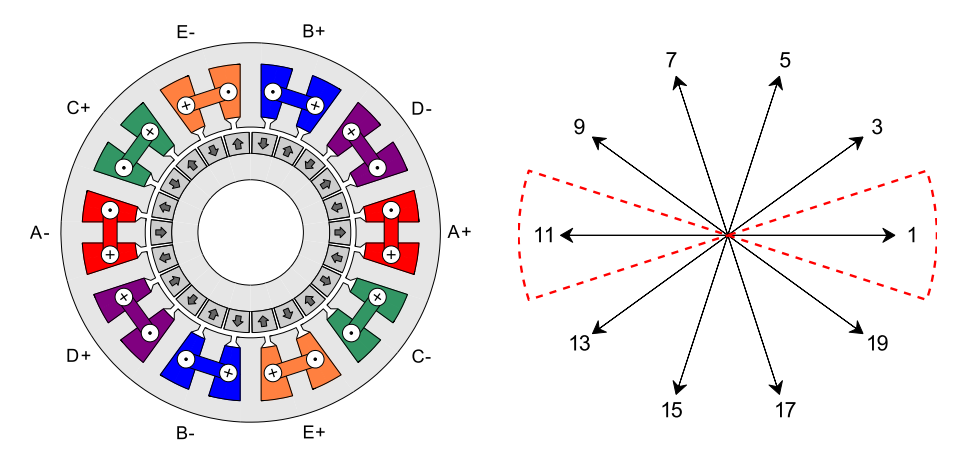 E-
B+
C+
D-
A-
A+
D+
C-
B-
E+
7
5
9
3
11
1
13
19
15
17